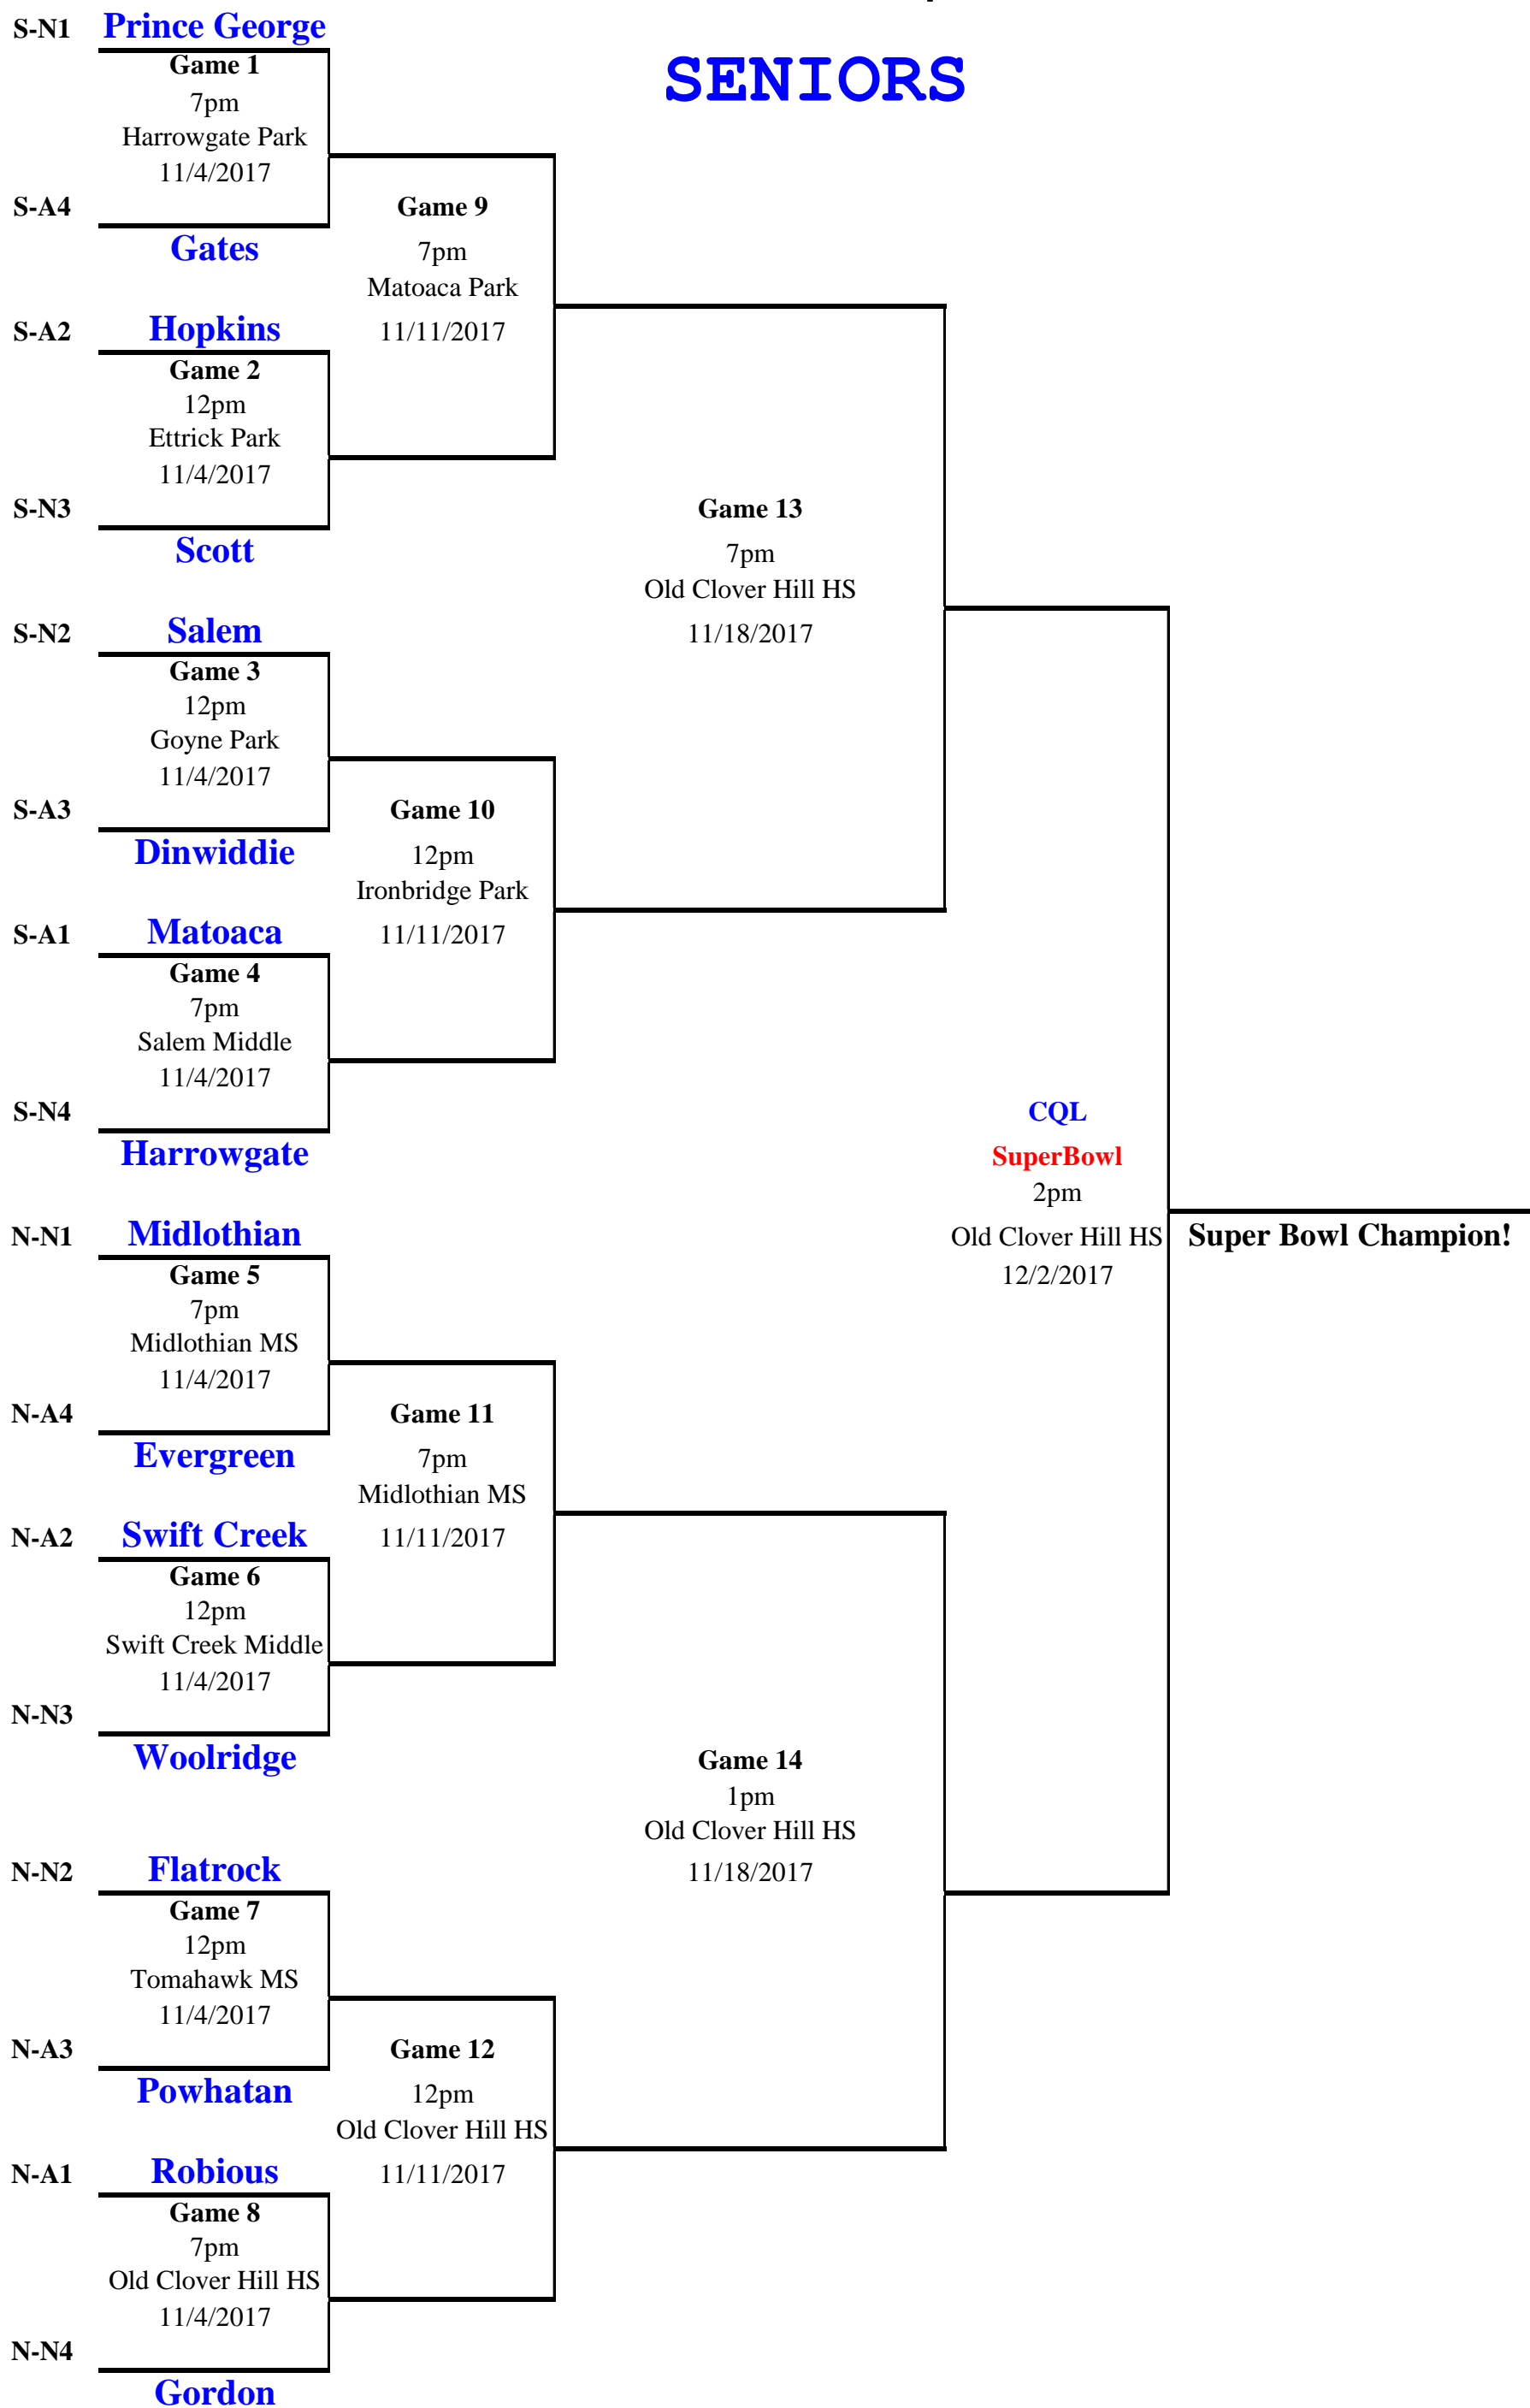 SENIORS
S-N1 Prince George
Game 1
7pm
Harrowgate Park
11/4/2017
S-A4
Gates
Game 9
7pm
Matoaca Park
11/11/2017
S-A2 Hopkins
Game 2
12pm
Ettrick Park
11/4/2017
S-N3
Scott
Game 13
7pm
Old Clover Hill HS
11/18/2017
S-N2 Salem
Game 3
12pm
Goyne Park
11/4/2017
S-A3
Dinwiddie
Game 10
12pm
Ironbridge Park
11/11/2017
S-A1 Matoaca
Game 4
7pm
Salem Middle
11/4/2017
S-N4
Harrowgate
CQL
SuperBowl
2pm
Old Clover Hill HS
12/2/2017
Super Bowl Champion!
N-N1 Midlothian
Game 5
7pm
Midlothian MS
11/4/2017
N-A4
Evergreen
Game 11
7pm
Midlothian MS
11/11/2017
N-A2 Swift Creek
Game 6
12pm
Swift Creek Middle
11/4/2017
N-N3
Woolridge
Game 14
1pm
Old Clover Hill HS
11/18/2017
N-N2 Flatrock
Game 7
12pm
Tomahawk MS
11/4/2017
N-A3
Powhatan
Game 12
12pm
Old Clover Hill HS
11/11/2017
N-A1 Robious
Game 8
7pm
Old Clover Hill HS
11/4/2017
N-N4
Gordon